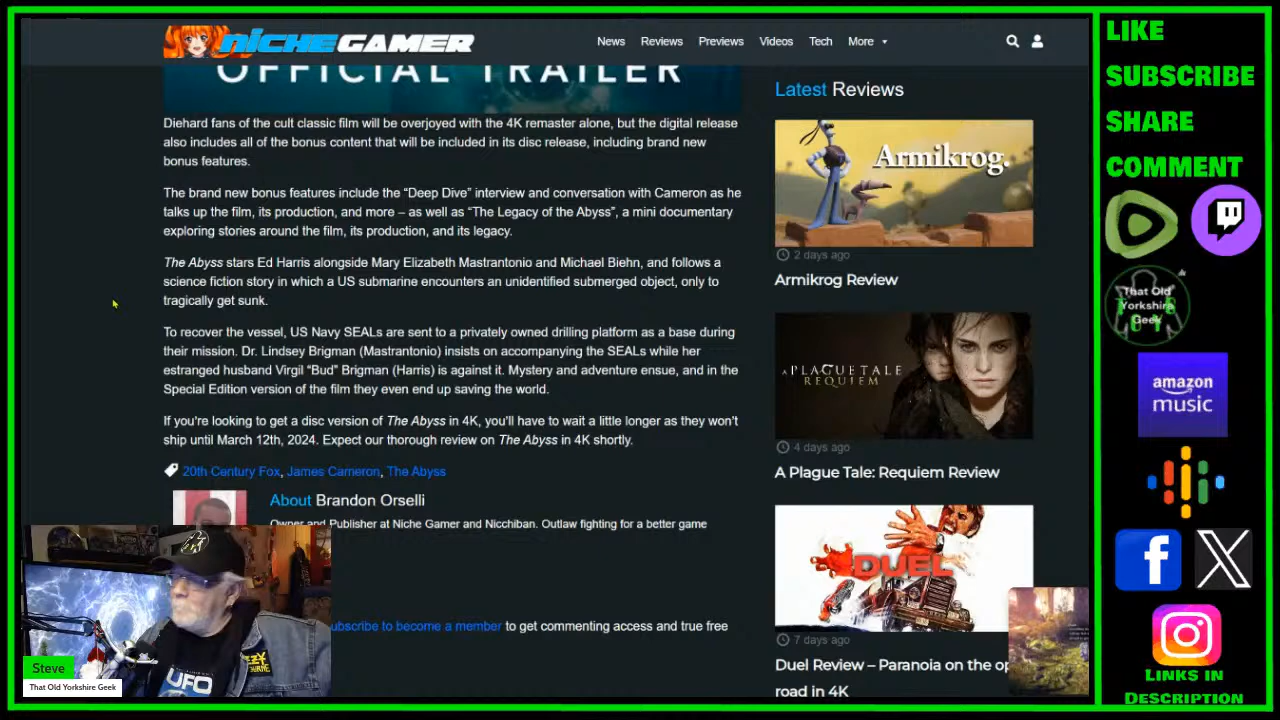 NICHEGAMER
News Reviews Previews Videos Tech More
OFFICIAL TRAILER
Diehard fans of the cult classic film will be overjoyed with the 4K remaster alone, but the digital release
also includes all of the bonus content that will be included in its disc release, including brand new
bonus features.
The brand new bonus features include the “Deep Dive” interview and conversation with Cameron as he
talks up the film, its production, and more – as well as “The Legacy of the Abyss”, a mini documentary
exploring stories around the film, its production, and its legacy.
The Abyss stars Ed Harris alongside Mary Elizabeth Mastrantonio and Michael Biehn, and follows a
science fiction story in which a US submarine encounters an unidentified submerged object, only to
tragically get sunk.
To recover the vessel, US Navy SEALs are sent to a privately owned drilling platform as a base during
their mission. Dr. Lindsey Brigman (Mastrantonio) insists on accompanying the SEALs while her
estranged husband Virgil “Bud” Brigman (Harris) is against it. Mystery and adventure ensue, and in the
Special Edition version of the film they even end up saving the world.
If you’re looking to get a disc version of The Abyss in 4K, you’ll have to wait a little longer as they won’t
ship until March 12th, 2024. Expect our thorough review on The Abyss in 4K shortly.
20th Century Fox, James Cameron, The Abyss
About Brandon Orselli
Owner and Publisher at Niche Gamer and Nicchiban. Outlaw fighting for a better game
ubscribe to become a member to get commenting access and true free
Latest Reviews
Armikrog.
2 days ago
Armikrog Review
A PLAGUE TALE
REQUIEM
4 days ago
A Plague Tale: Requiem Review
DUEL
7 days ago
Duel Review – Paranoia on the op
road in 4K
UFO
Steve
That Old Yorkshire Geek
LIKE
SUBSCRIBE
SHARE
COMMENT
That Old
Yorkshire
Geek
amazon
music
LINKS IN
DESCRIPTION